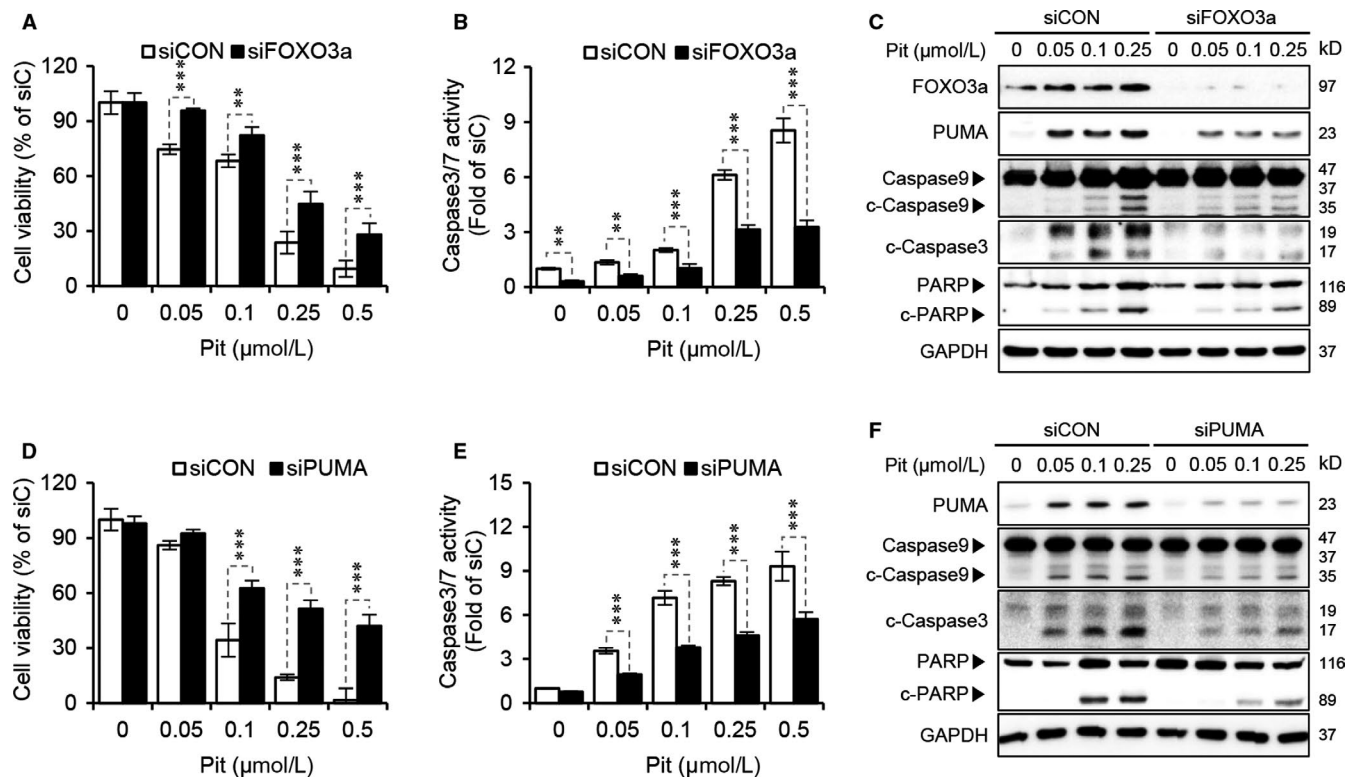 A
siCON siFOXO3a
Cell viability (% of siC)
120
90
60
30
0
*** ** *** ***
0 0.05 0.1 0.25 0.5
Pit (µmol/L)
B
siCON siFOXO3a
Caspase3/7 activity
(Fold of siC)
12
9
6
3
0
** ** *** *** ***
0 0.05 0.1 0.25 0.5
Pit (µmol/L)
C
siCON siFOXO3a
Pit (µmol/L) 0 0.05 0.1 0.25 0 0.05 0.1 0.25 kD
FOXO3a 97
PUMA 23
47
Caspase9►
37
c-Caspase9► 35
19
c-Caspase3
17
PARP► 116
c-PARP► 89
GAPDH 37
D
siCON siPUMA
Cell viability (% of siC)
120
90
60
30
0
*** *** ***
0 0.05 0.1 0.25 0.5
Pit (µmol/L)
E
siCON siPUMA
Caspase3/7 activity
(Fold of siC)
15
12
9
6
3
0
*** *** *** ***
0 0.05 0.1 0.25 0.5
Pit (µmol/L)
F
siCON siPUMA
Pit (µmol/L) 0 0.05 0.1 0.25 0 0.05 0.1 0.25 kD
PUMA 23
Caspase9► 47
37
c-Caspase9► 35
19
c-Caspase3
17
PARP► 116
c-PARP► 89
GAPDH 37